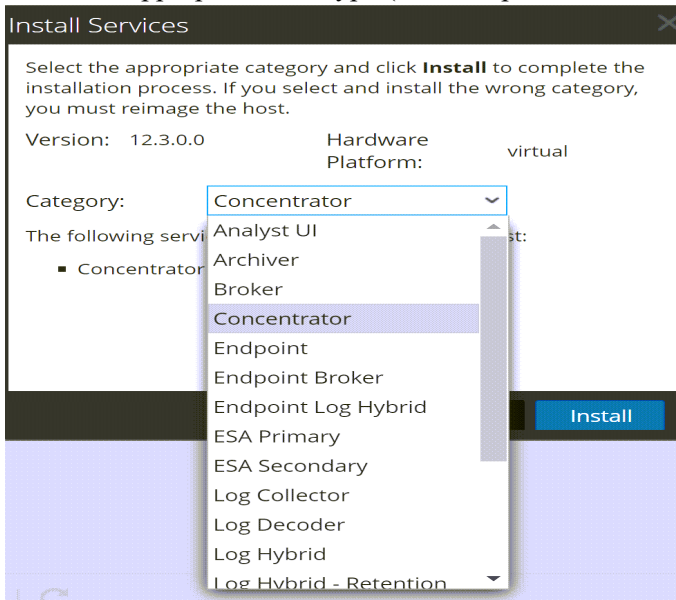 Install Services
Select the appropriate category and click Install to complete the
installation process. If you select and install the wrong category,
you must reimage the host.
Version: 12.3.0.0
Hardware
Platform:
virtual
Category:
Concentrator
The following servi
st:
Concentrator
Analyst UI
Archiver
Broker
Concentrator
Endpoint
Endpoint Broker
Endpoint Log Hybrid
ESA Primary
ESA Secondary
Log Collector
Log Decoder
Log Hybrid
Log Hybrid - Retention
Install